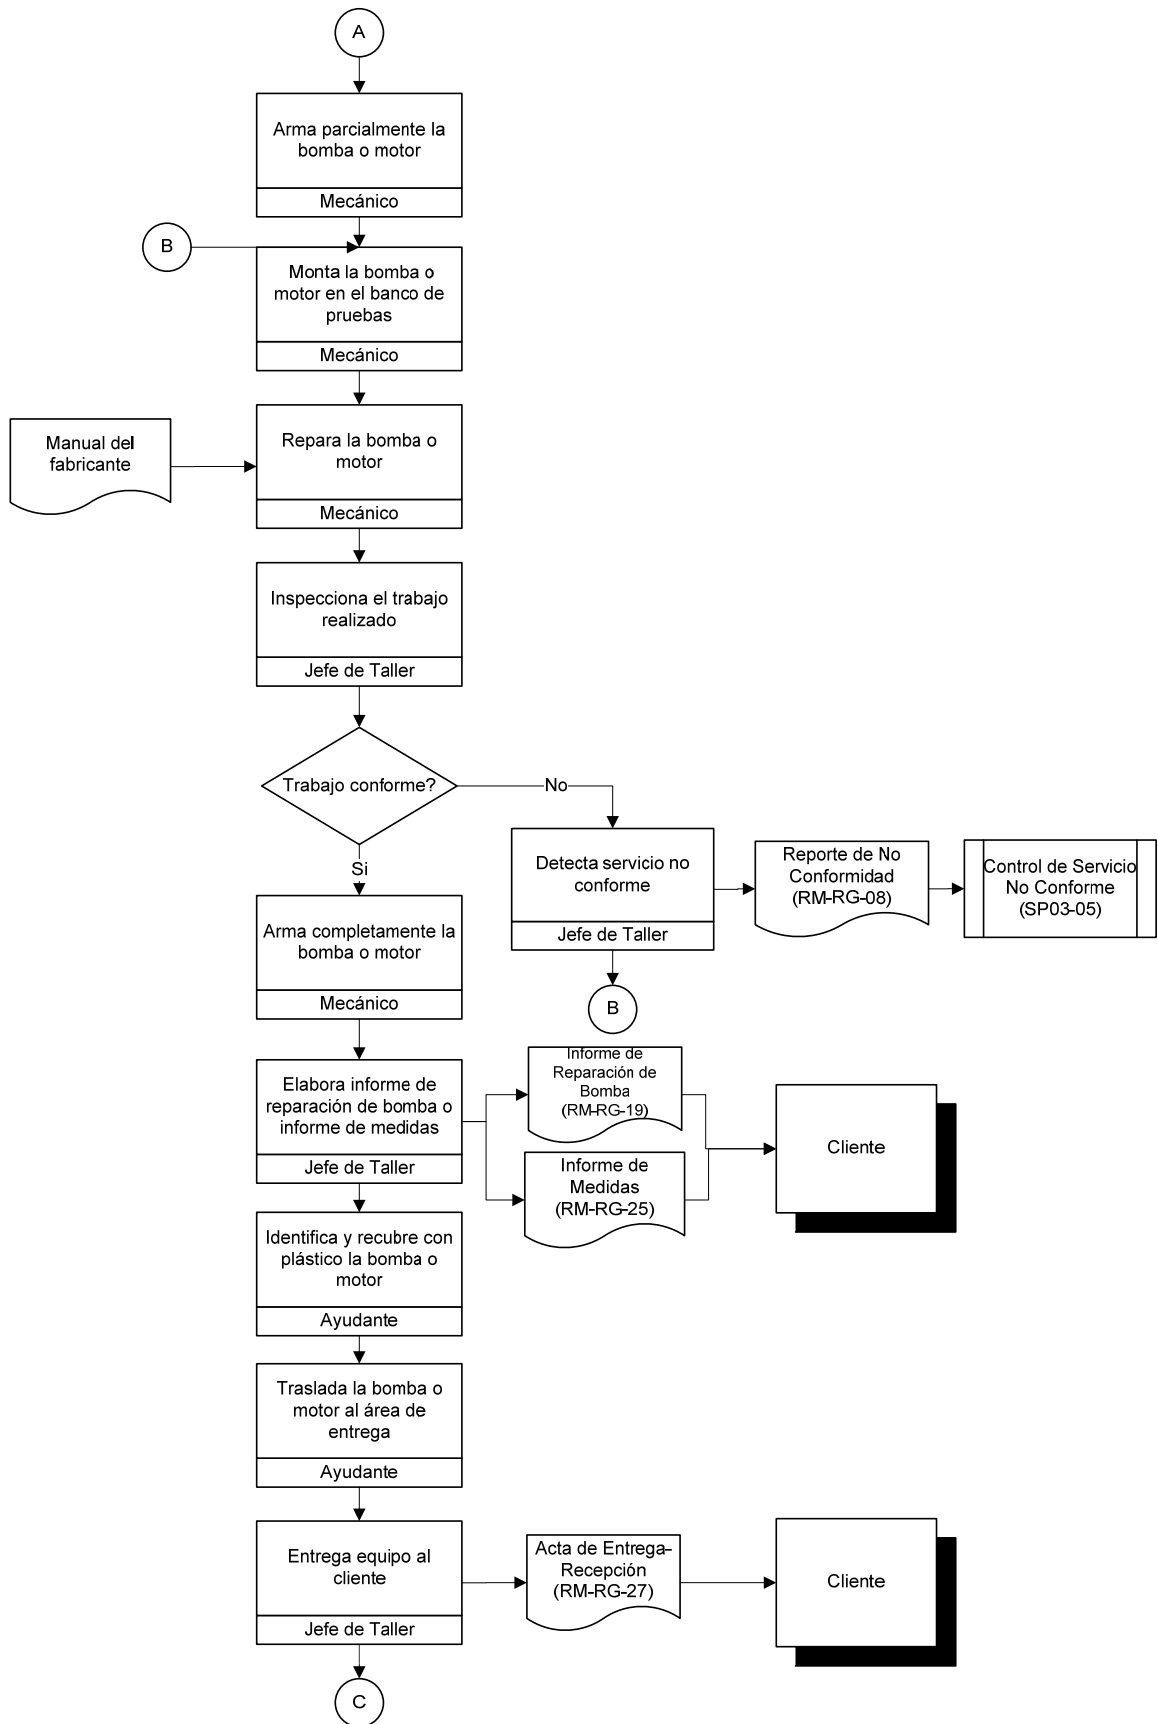 A
Arma parcialmente la
bomba o motor
Mecánico
B
Monta la bomba o
motor en el banco de
pruebas
Mecánico
Manual del
fabricante
Repara la bomba o
motor
Mecánico
Inspecciona el trabajo
realizado
Jefe de Taller
Trabajo conforme?
No
Si
Detecta servicio no
conforme
Jefe de Taller
Reporte de No
Conformidad
(RM-RG-08)
Control de Servicio
No Conforme
(SP03-05)
B
Arma completamente la
bomba o motor
Mecánico
Elabora informe de
reparación de bomba o
informe de medidas
Jefe de Taller
Informe de
Reparación de
Bomba
(RM-RG-19)
Informe de
Medidas
(RM-RG-25)
Cliente
Identifica y recubre con
plástico la bomba o
motor
Ayudante
Traslada la bomba o
motor al área de
entrega
Ayudante
Entrega equipo al
cliente
Jefe de Taller
Acta de Entrega-
Recepción
(RM-RG-27)
Cliente
C